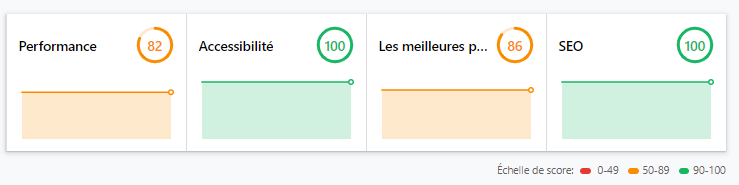 Performance 82 Accessibilité 100 Les meilleures p... 86 SEO 100
Échelle de score: 0-49 50-89 90-100